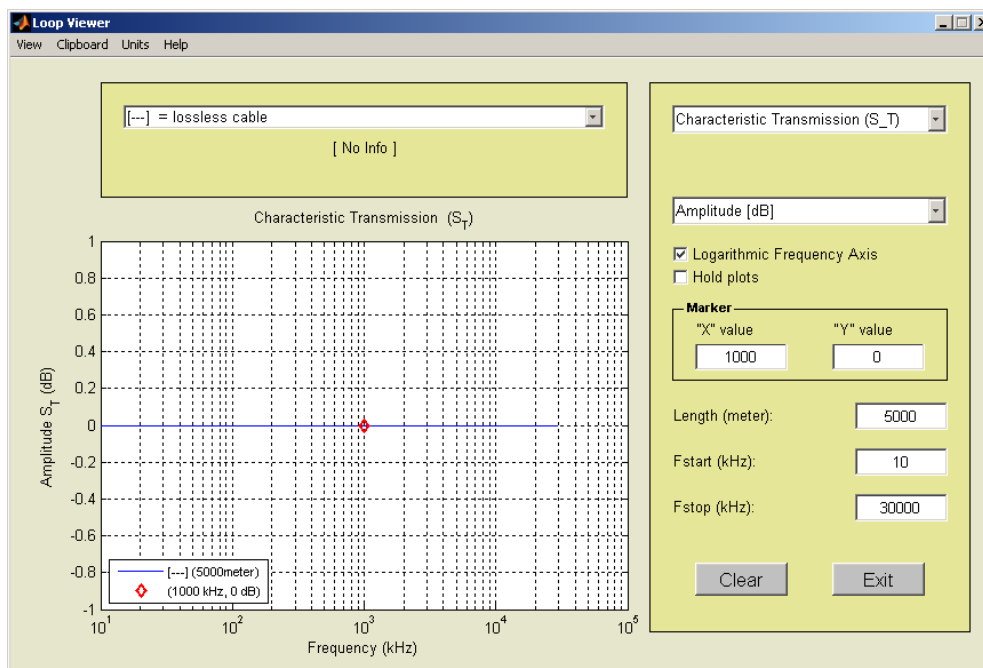 Loop Viewer
View Clipboard Units Help
[---] = lossless cable
[ No Info ]
Characteristic Transmission (S_T)
Amplitude [dB]
Logarithmic Frequency Axis
Hold plots
Marker
"X" value "Y" value
1000 0
Length (meter): 5000
Fstart (kHz): 10
Fstop (kHz): 30000
Clear Exit
Characteristic Transmission (S_T)
Amplitude S_T (dB)
1
0.8
0.6
0.4
0.2
0
-0.2
-0.4
-0.6
-0.8
-1
[---] (5000meter)
(1000 kHz, 0 dB)
10^1 10^2 10^3 10^4 10^5
Frequency (kHz)